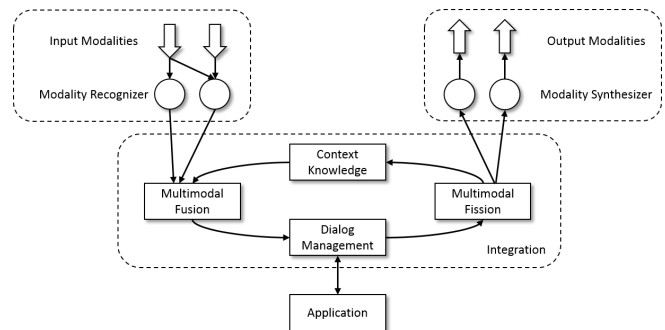 Input Modalities
Output Modalities
Modality Recognizer
Modality Synthesizer
Context
Knowledge
Multimodal
Fusion
Multimodal
Fission
Dialog
Management
Integration
Application